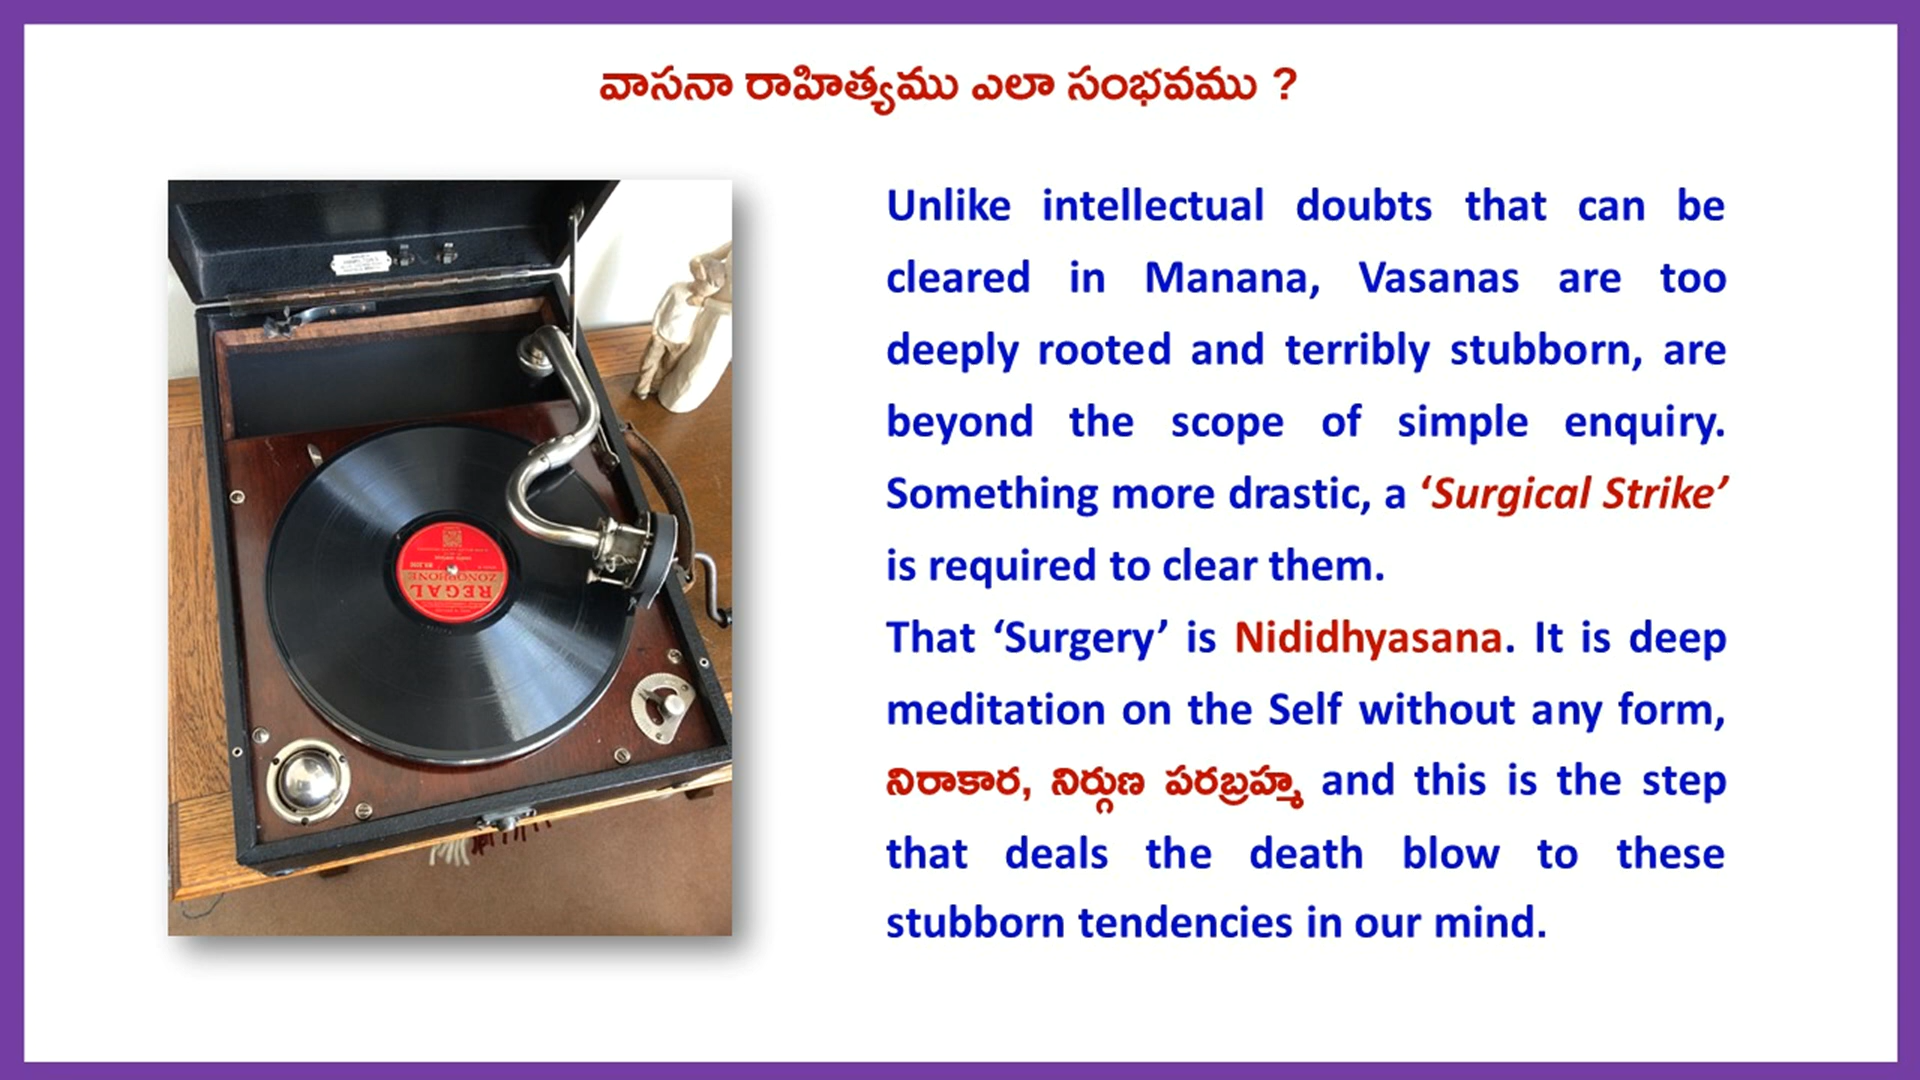 వాసనా రాహిత్యము ఎలా సంభవము ?
Unlike intellectual doubts that can be
cleared in Manana, Vasanas are too
deeply rooted and terribly stubborn, are
beyond the scope of simple enquiry.
Something more drastic, a ‘Surgical Strike’
is required to clear them.
That ‘Surgery’ is Nididhyasana. It is deep
meditation on the Self without any form,
నిరాకార, నిర్గుణ పరబ్రహ్మ and this is the step
that deals the death blow to these
stubborn tendencies in our mind.
REGAL
ZONOPHONE